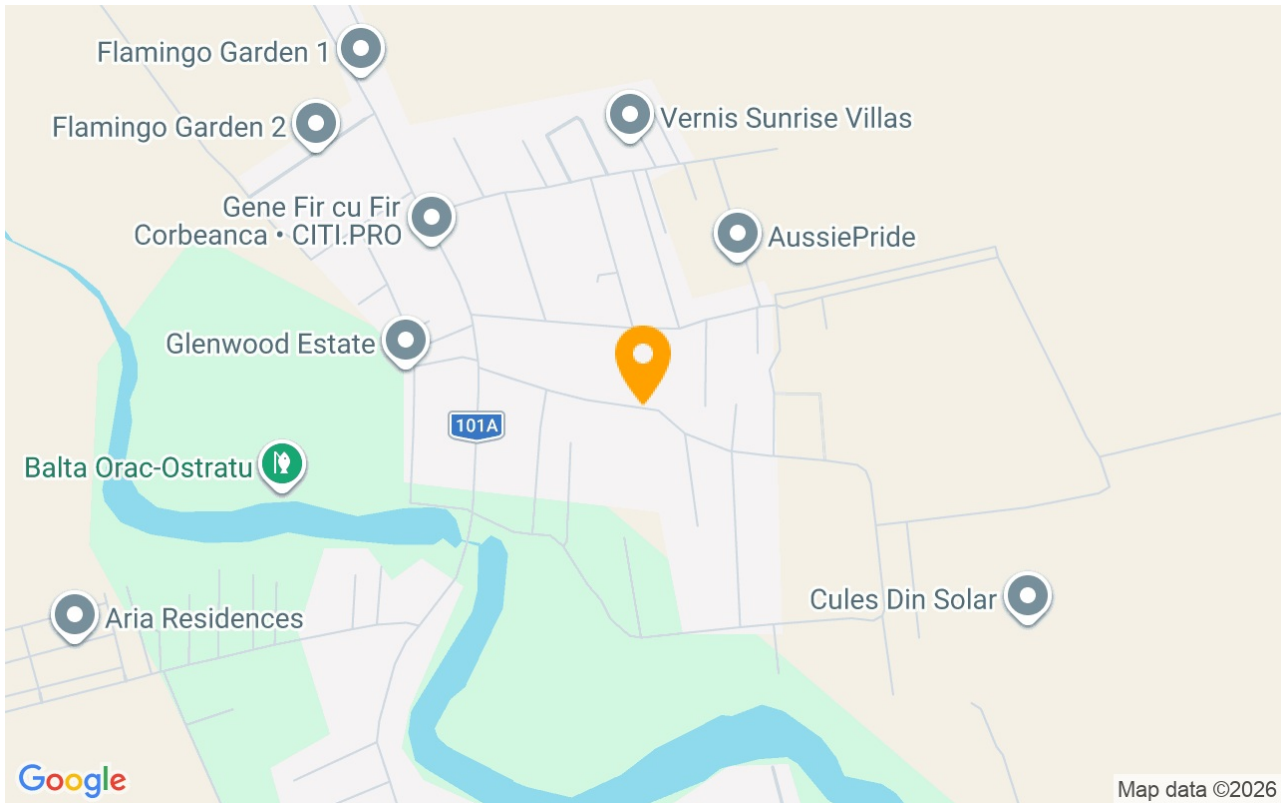 Flamingo Garden 1
Flamingo Garden 2
Vernis Sunrise Villas
Gene Fir cu Fir
Corbeanca • CITI.PRO
AussiePride
Glenwood Estate
101A
Balta Orac-Ostratu
Cules Din Solar
Aria Residences
Google
Map data ©2026